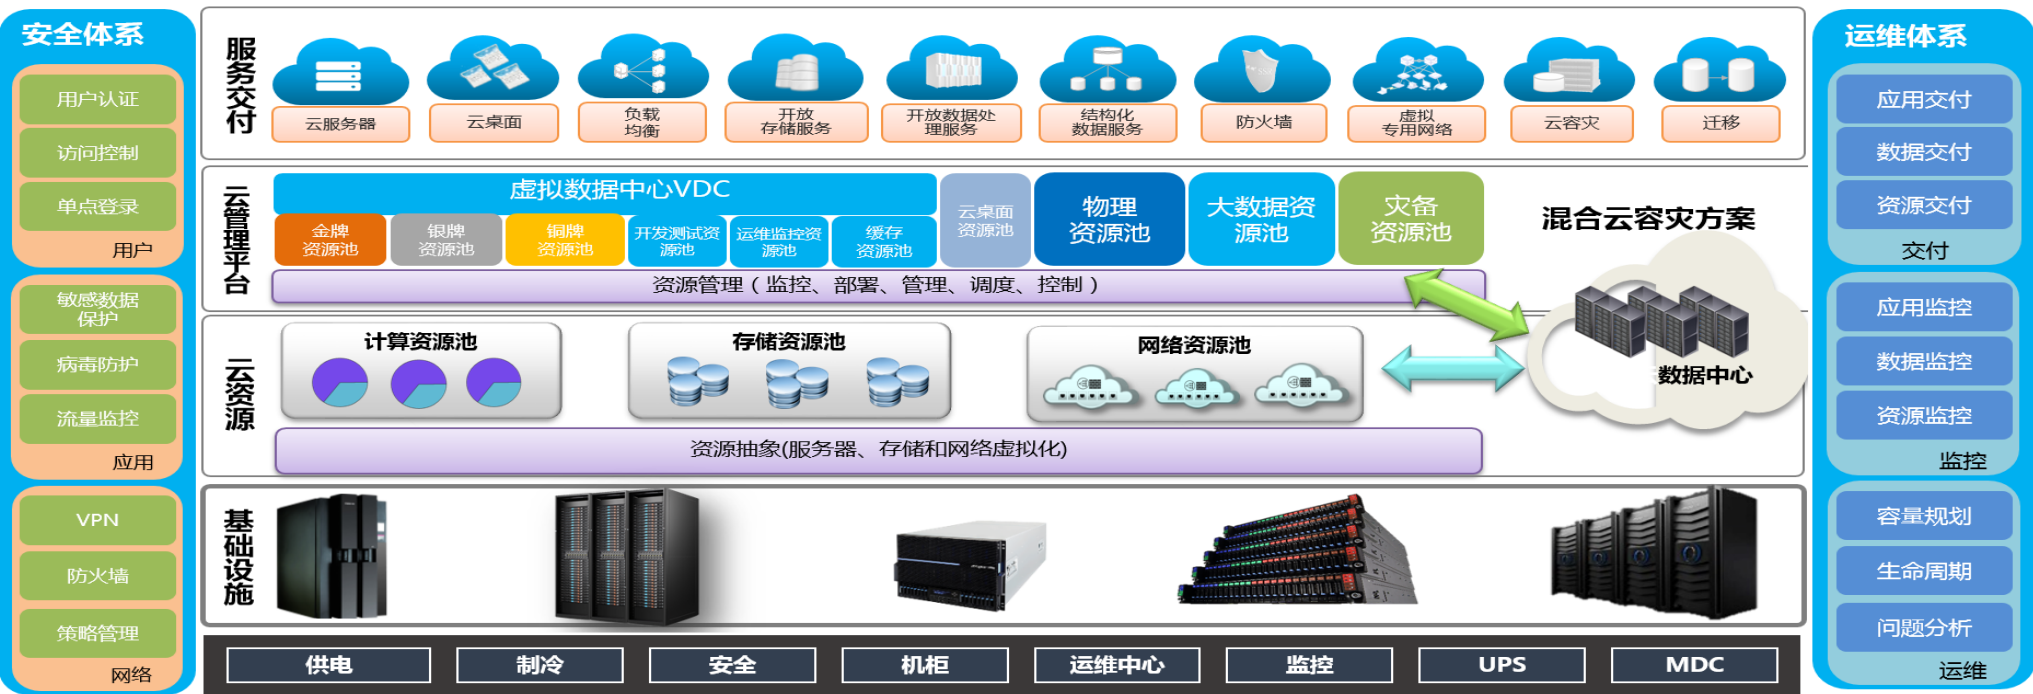 安全体系
用户认证
访问控制
单点登录
用户
敏感数据
保护
病毒防护
流量监控
应用
VPN
防火墙
策略管理
网络
服务交付
云服务器
云桌面
负载
均衡
开放
存储服务
开放数据处
理服务
结构化
数据服务
防火墙
虚拟
专用网络
云容灾
迁移
云管理平台
虚拟数据中心VDC
金牌
资源池
银牌
资源池
铜牌
资源池
开发测试资
源池
运维监控资
源池
缓存
资源池
云桌面
资源池
物理
资源池
大数据资
源池
灾备
资源池
资源管理（监控、部署、管理、调度、控制）
混合云容灾方案
数据中心
云资源
计算资源池
存储资源池
网络资源池
资源抽象(服务器、存储和网络虚拟化)
基础设施
供电
制冷
安全
机柜
运维中心
监控
UPS
MDC
运维体系
应用交付
数据交付
资源交付
交付
应用监控
数据监控
资源监控
监控
容量规划
生命周期
问题分析
运维